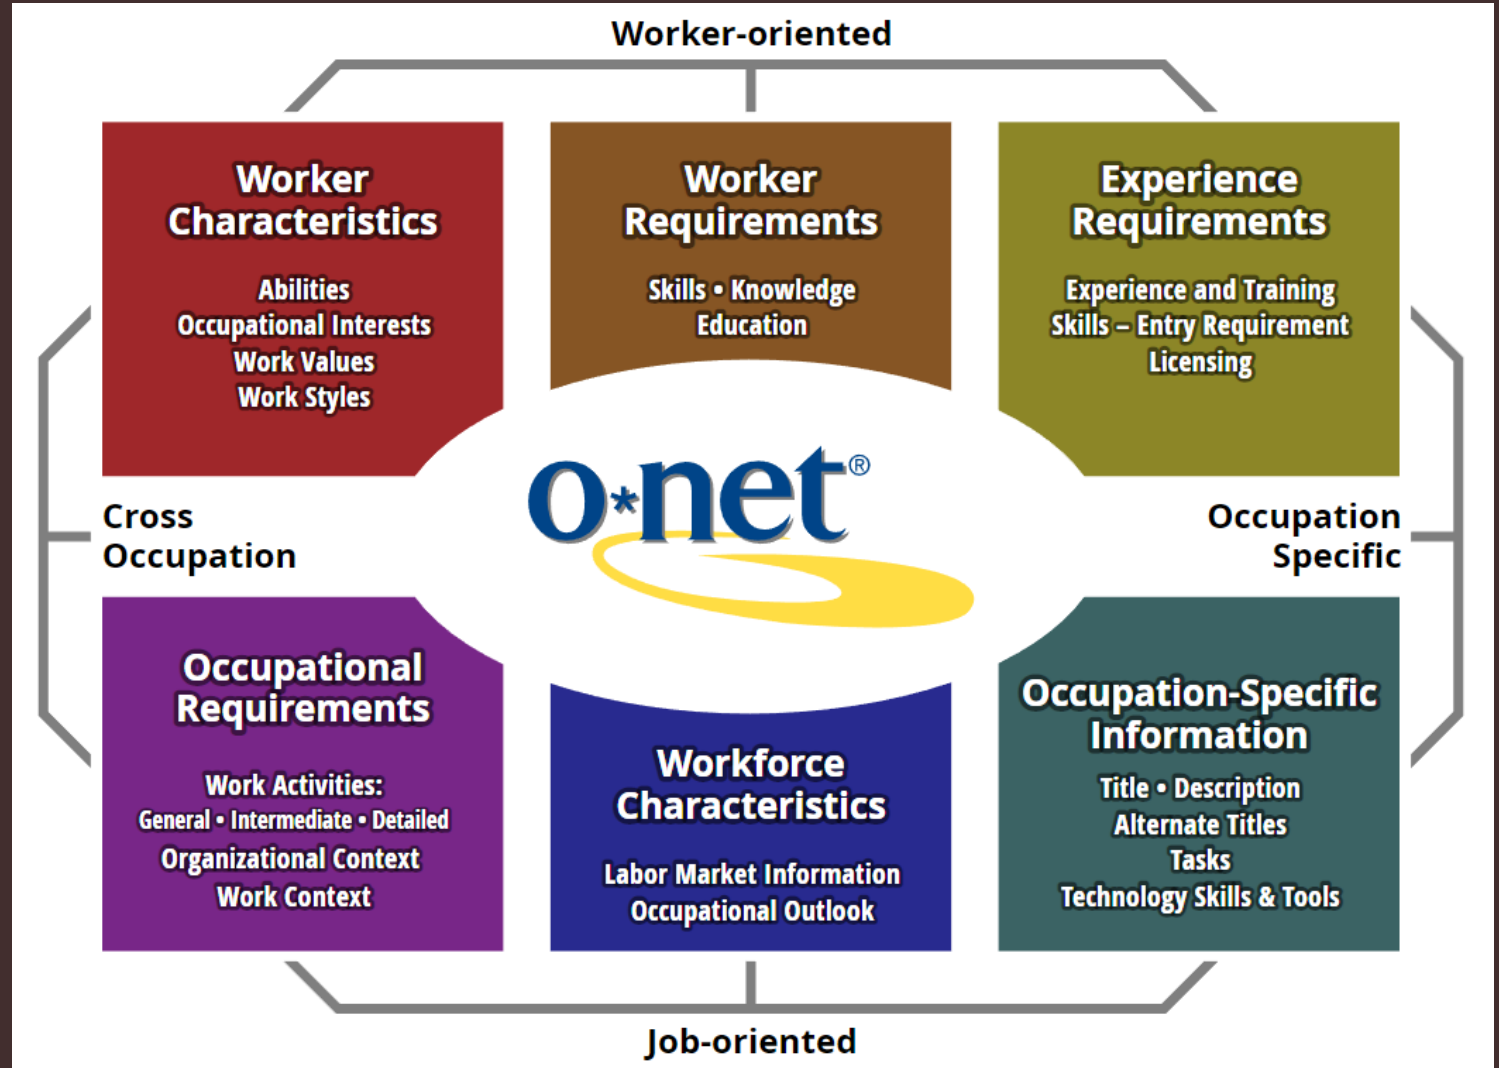 Worker-oriented
Worker
Characteristics
Abilities
Occupational Interests
Work Values
Work Styles
Worker
Requirements
Skills • Knowledge
Education
Experience
Requirements
Experience and Training
Skills – Entry Requirement
Licensing
Cross
Occupation
o*net®
Occupation
Specific
Occupational
Requirements
Work Activities:
General • Intermediate • Detailed
Organizational Context
Work Context
Workforce
Characteristics
Labor Market Information
Occupational Outlook
Occupation-Specific
Information
Title • Description
Alternate Titles
Tasks
Technology Skills & Tools
Job-oriented